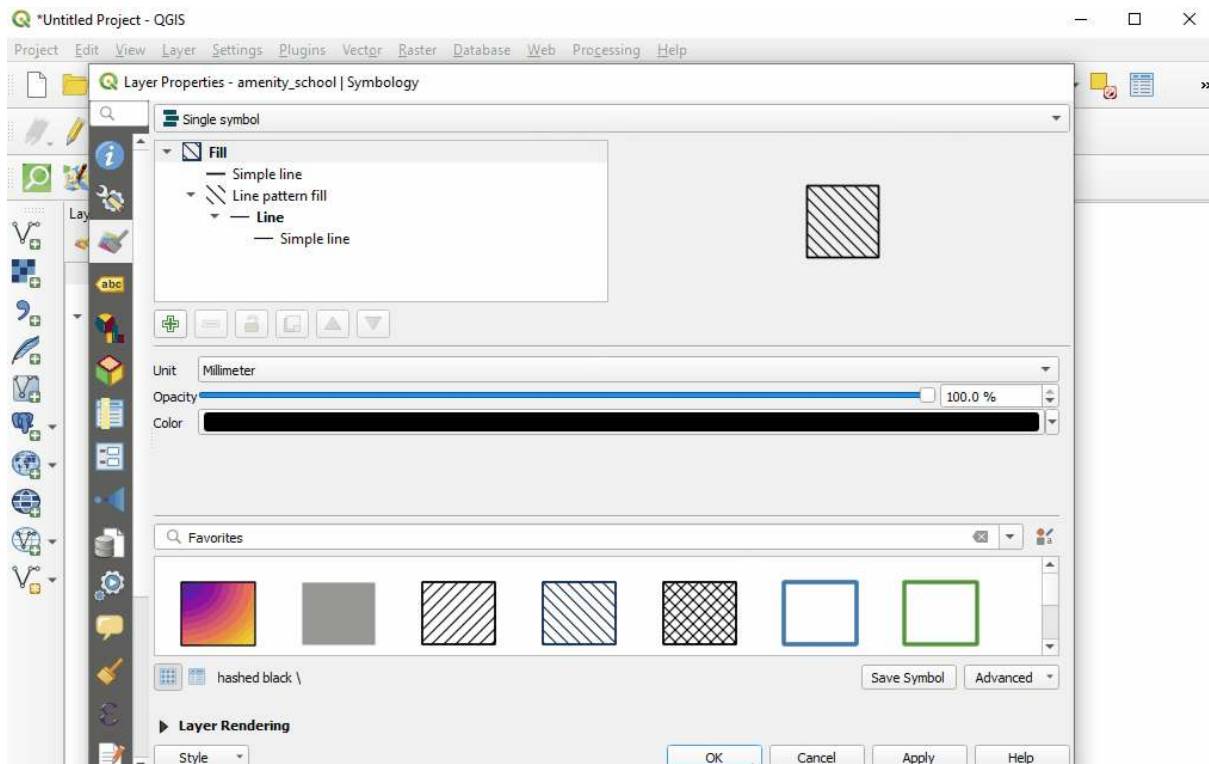 *Untitled Project - QGIS
Project Edit View Layer Settings Plugins Vector Raster Database Web Processing Help
Layer Properties - amenity_school | Symbology
Single symbol
Fill
Simple line
Line pattern fill
Line
Simple line
Lay
abc
Unit Millimeter
Opacity 100.0 %
Color
Favorites
hashed black \
Save Symbol Advanced
Layer Rendering
Style OK Cancel Apply Help